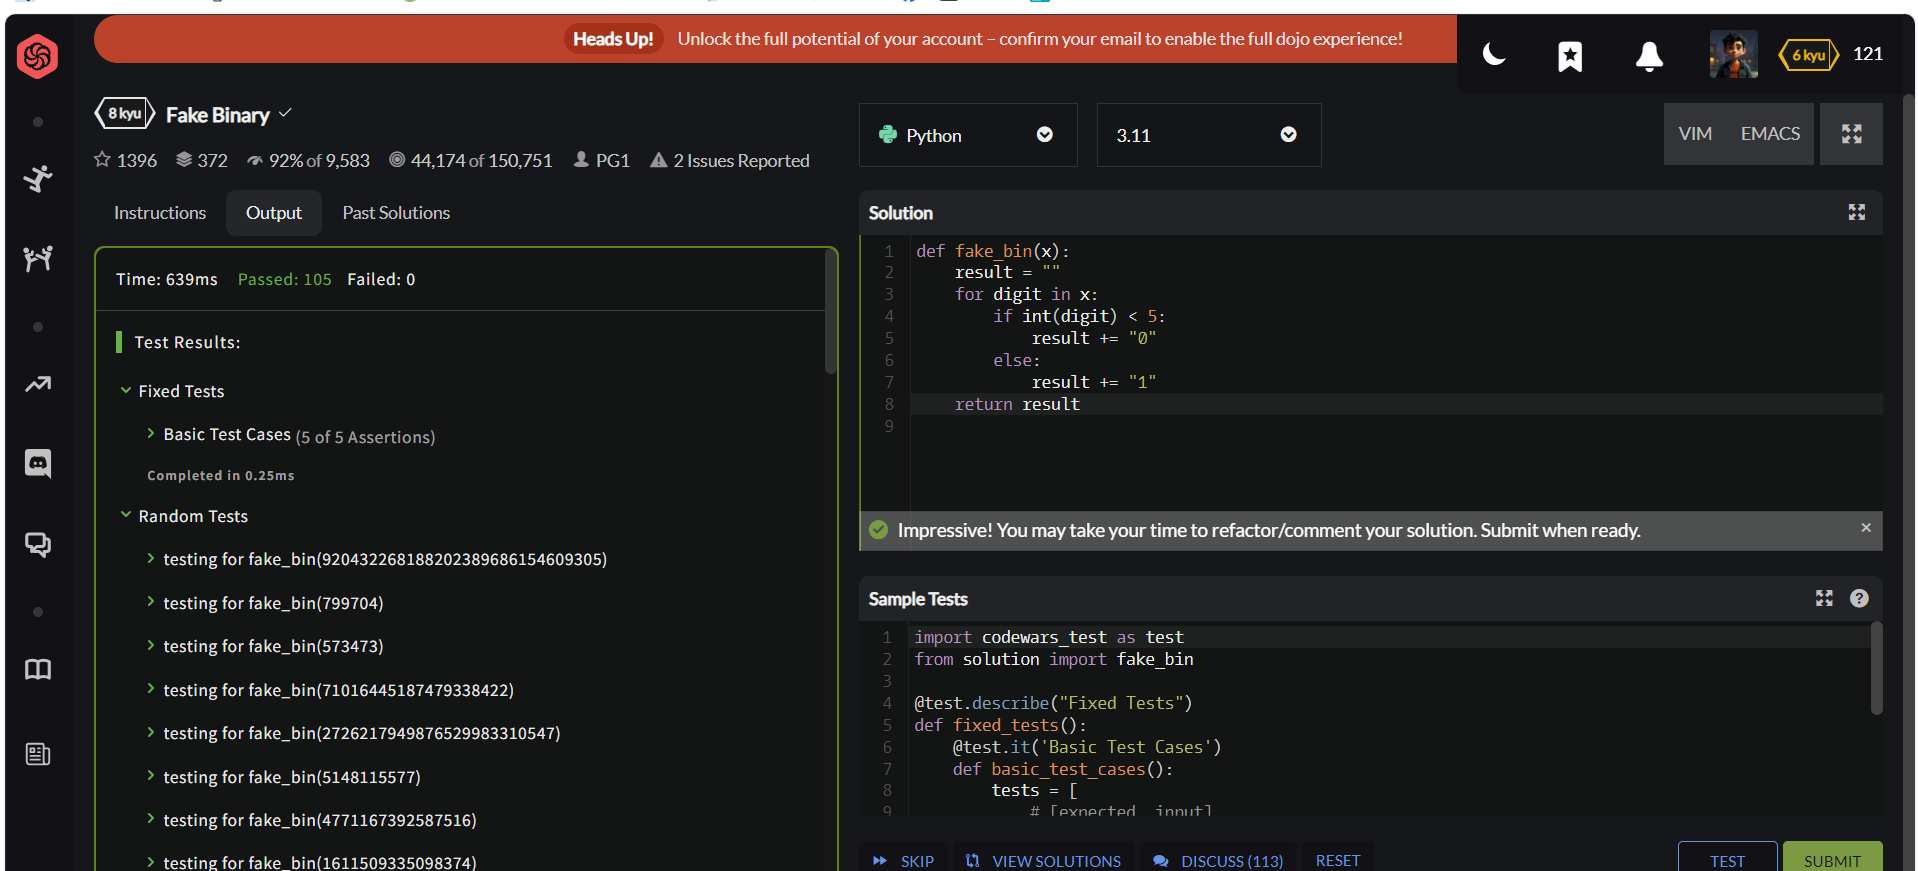 Heads Up! Unlock the full potential of your account – confirm your email to enable the full dojo experience!
6 kyu 121
8 kyu Fake Binary
1396 372 92% of 9,583 44,174 of 150,751 PG1 2 Issues Reported
Instructions Output Past Solutions
Time: 639ms Passed: 105 Failed: 0
Test Results:
Fixed Tests
Basic Test Cases (5 of 5 Assertions)
Completed in 0.25ms
Random Tests
testing for fake_bin(920432268188202389686154609305)
testing for fake_bin(799704)
testing for fake_bin(573473)
testing for fake_bin(71016445187479338422)
testing for fake_bin(2726217949876529983310547)
testing for fake_bin(5148115577)
testing for fake_bin(4771167392587516)
testing for fake_bin(1611509335098374)
Python 3.11 VIM EMACS
Solution
1 def fake_bin(x):
2 result = ""
3 for digit in x:
4 if int(digit) < 5:
5 result += "0"
6 else:
7 result += "1"
8 return result
9
Impressive! You may take your time to refactor/comment your solution. Submit when ready.
Sample Tests
1 import codewars_test as test
2 from solution import fake_bin
3
4 @test.describe("Fixed Tests")
5 def fixed_tests():
6 @test.it('Basic Test Cases')
7 def basic_test_cases():
8 tests = [
9 # [expected, input]
SKIP VIEW SOLUTIONS DISCUSS (113) RESET TEST SUBMIT